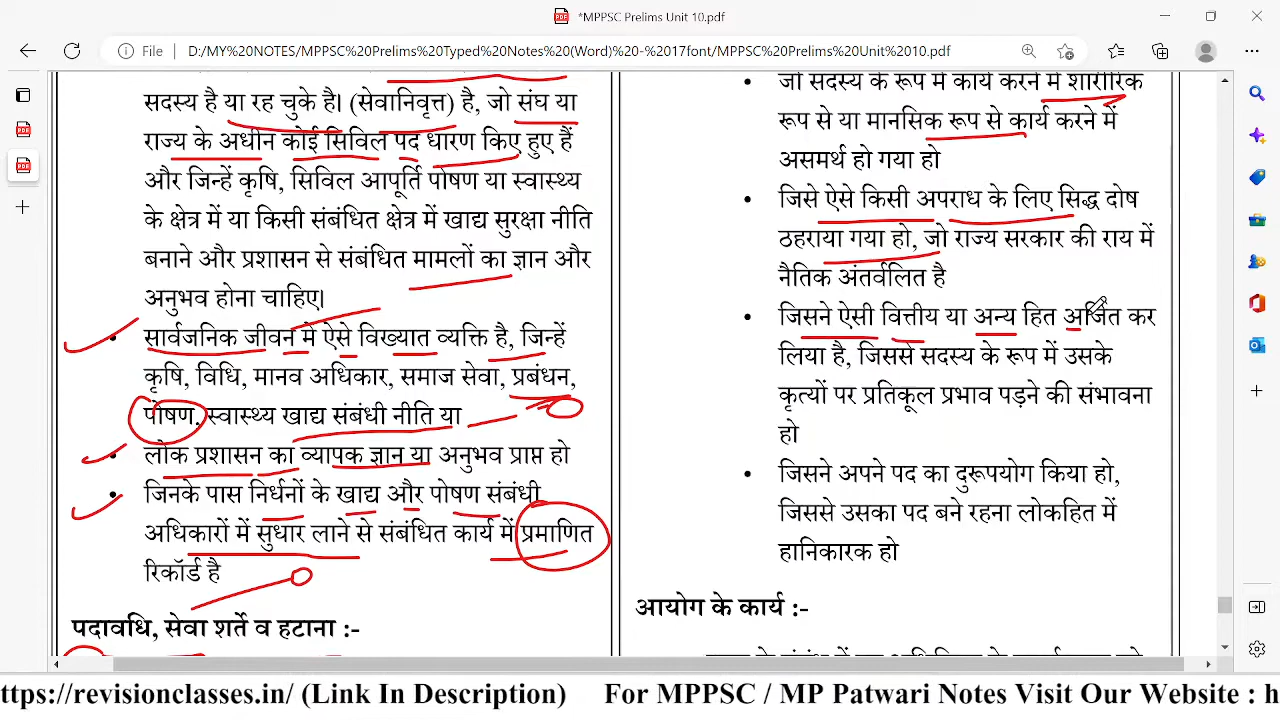 *MPPSC Prelims Unit 10.pdf
File
D:/MY%20NOTES/MPPSC%20Prelims%20Typed%20Notes%20(Word)%20-%2017font/MPPSC%20Prelims%20Unit%2010.pdf
सदस्य है या रह चुके है। (सेवानिवृत्त) है, जो संघ या
राज्य के अधीन कोई सिविल पद धारण किए हुए हैं
और जिन्हें कृषि, सिविल आपूर्ति पोषण या स्वास्थ्य
के क्षेत्र में या किसी संबंधित क्षेत्र में खाद्य सुरक्षा नीति
बनाने और प्रशासन से संबंधित मामलों का ज्ञान और
अनुभव होना चाहिए।
• सार्वजनिक जीवन मे ऐसे विख्यात व्यक्ति है, जिन्हें
कृषि, विधि, मानव अधिकार, समाज सेवा, प्रबंधन,
पोषण, स्वास्थ्य खाद्य संबंधी नीति या
• लोक प्रशासन का व्यापक ज्ञान या अनुभव प्राप्त हो
• जिनके पास निर्धनों के खाद्य और पोषण संबंधी
अधिकारों में सुधार लाने से संबंधित कार्य में प्रमाणित
रिकॉर्ड है
पदावधि, सेवा शर्ते व हटाना :-
• जो सदस्य के रूप में कार्य करने में शारीरिक
रूप से या मानसिक रूप से कार्य करने में
असमर्थ हो गया हो
• जिसे ऐसे किसी अपराध के लिए सिद्ध दोष
ठहराया गया हो, जो राज्य सरकार की राय में
नैतिक अंतर्वलित है
• जिसने ऐसी वित्तीय या अन्य हित अर्जित कर
लिया है, जिससे सदस्य के रूप में उसके
कृत्यों पर प्रतिकूल प्रभाव पड़ने की संभावना
हो
• जिसने अपने पद का दुरूपयोग किया हो,
जिससे उसका पद बने रहना लोकहित में
हानिकारक हो
आयोग के कार्य :-
ttps://revisionclasses.in/ (Link In Description) For MPPSC / MP Patwari Notes Visit Our Website : h